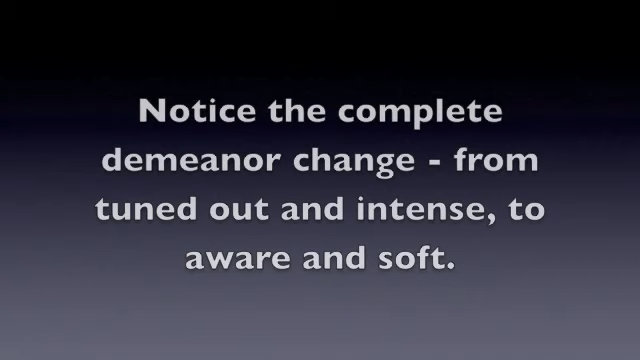 Notice the complete
demeanor change - from
tuned out and intense, to
aware and soft.